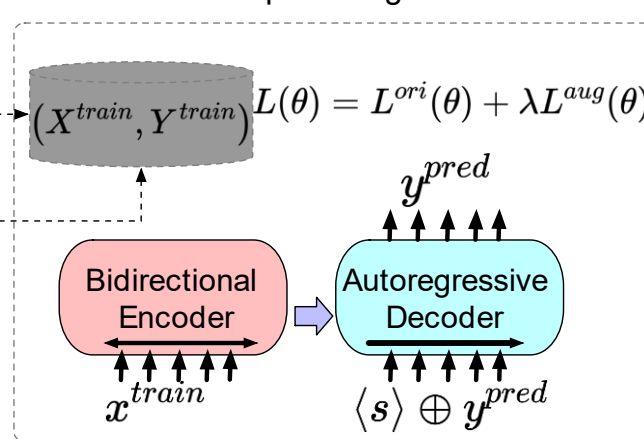 (X^{train}, Y^{train}) L(θ) = L^{ori}(θ) + λL^{aug}(θ)
y^{pred}
Bidirectional Encoder
Autoregressive Decoder
x^{train}
⟨s⟩ ⊕ y^{pred}